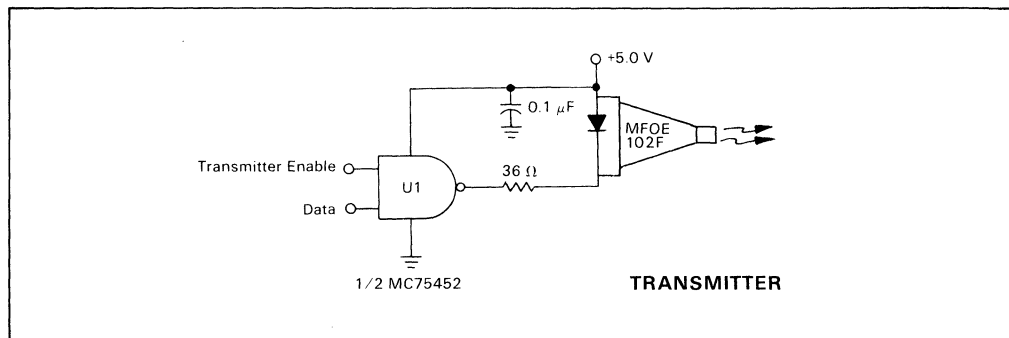 +5.0 V
0.1 μF
MFOE
102F
Transmitter Enable
36 Ω
U1
Data
1/2 MC75452
TRANSMITTER